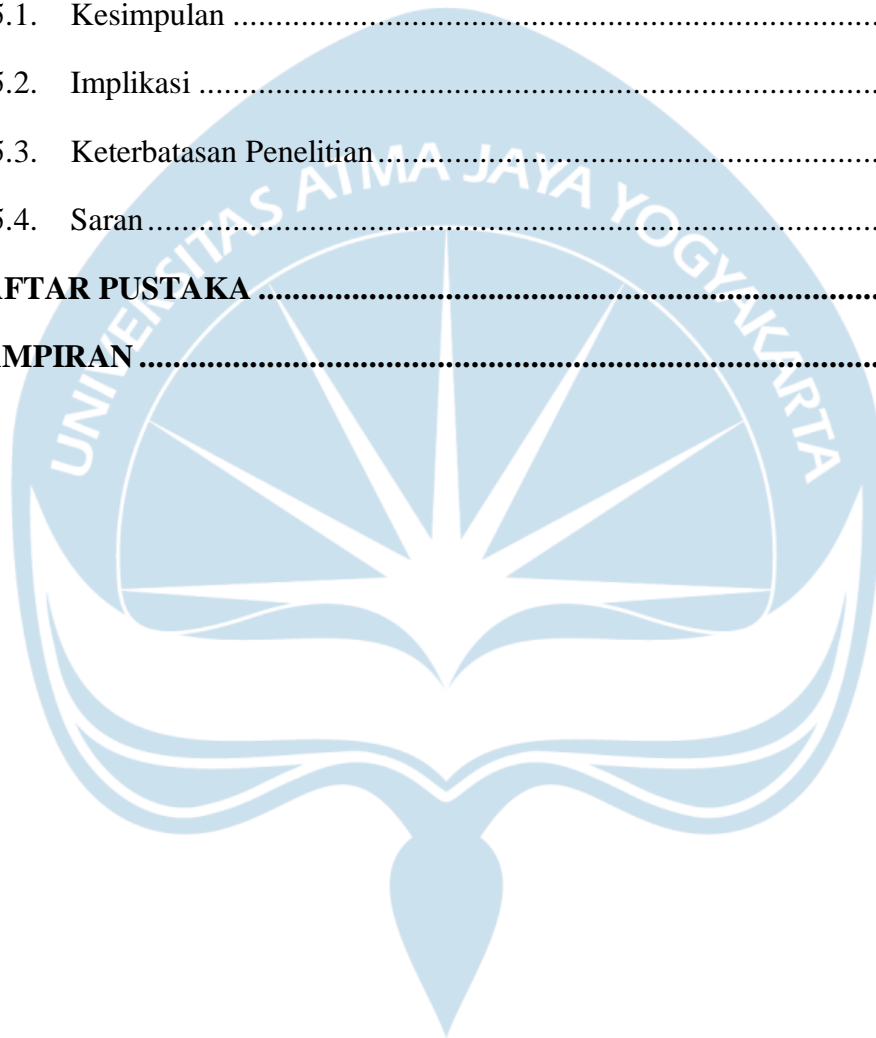 5.1. Kesimpulan ........................................................................................
5.2. Implikasi .............................................................................................
5.3. Keterbatasan Penelitian ....................................................................
5.4. Saran ...................................................................................................
AFTAR PUSTAKA ....................................................................................
AMPIRAN ...................................................................................................
UNIVERSITAS ATMA JAYA YOGYAKARTA